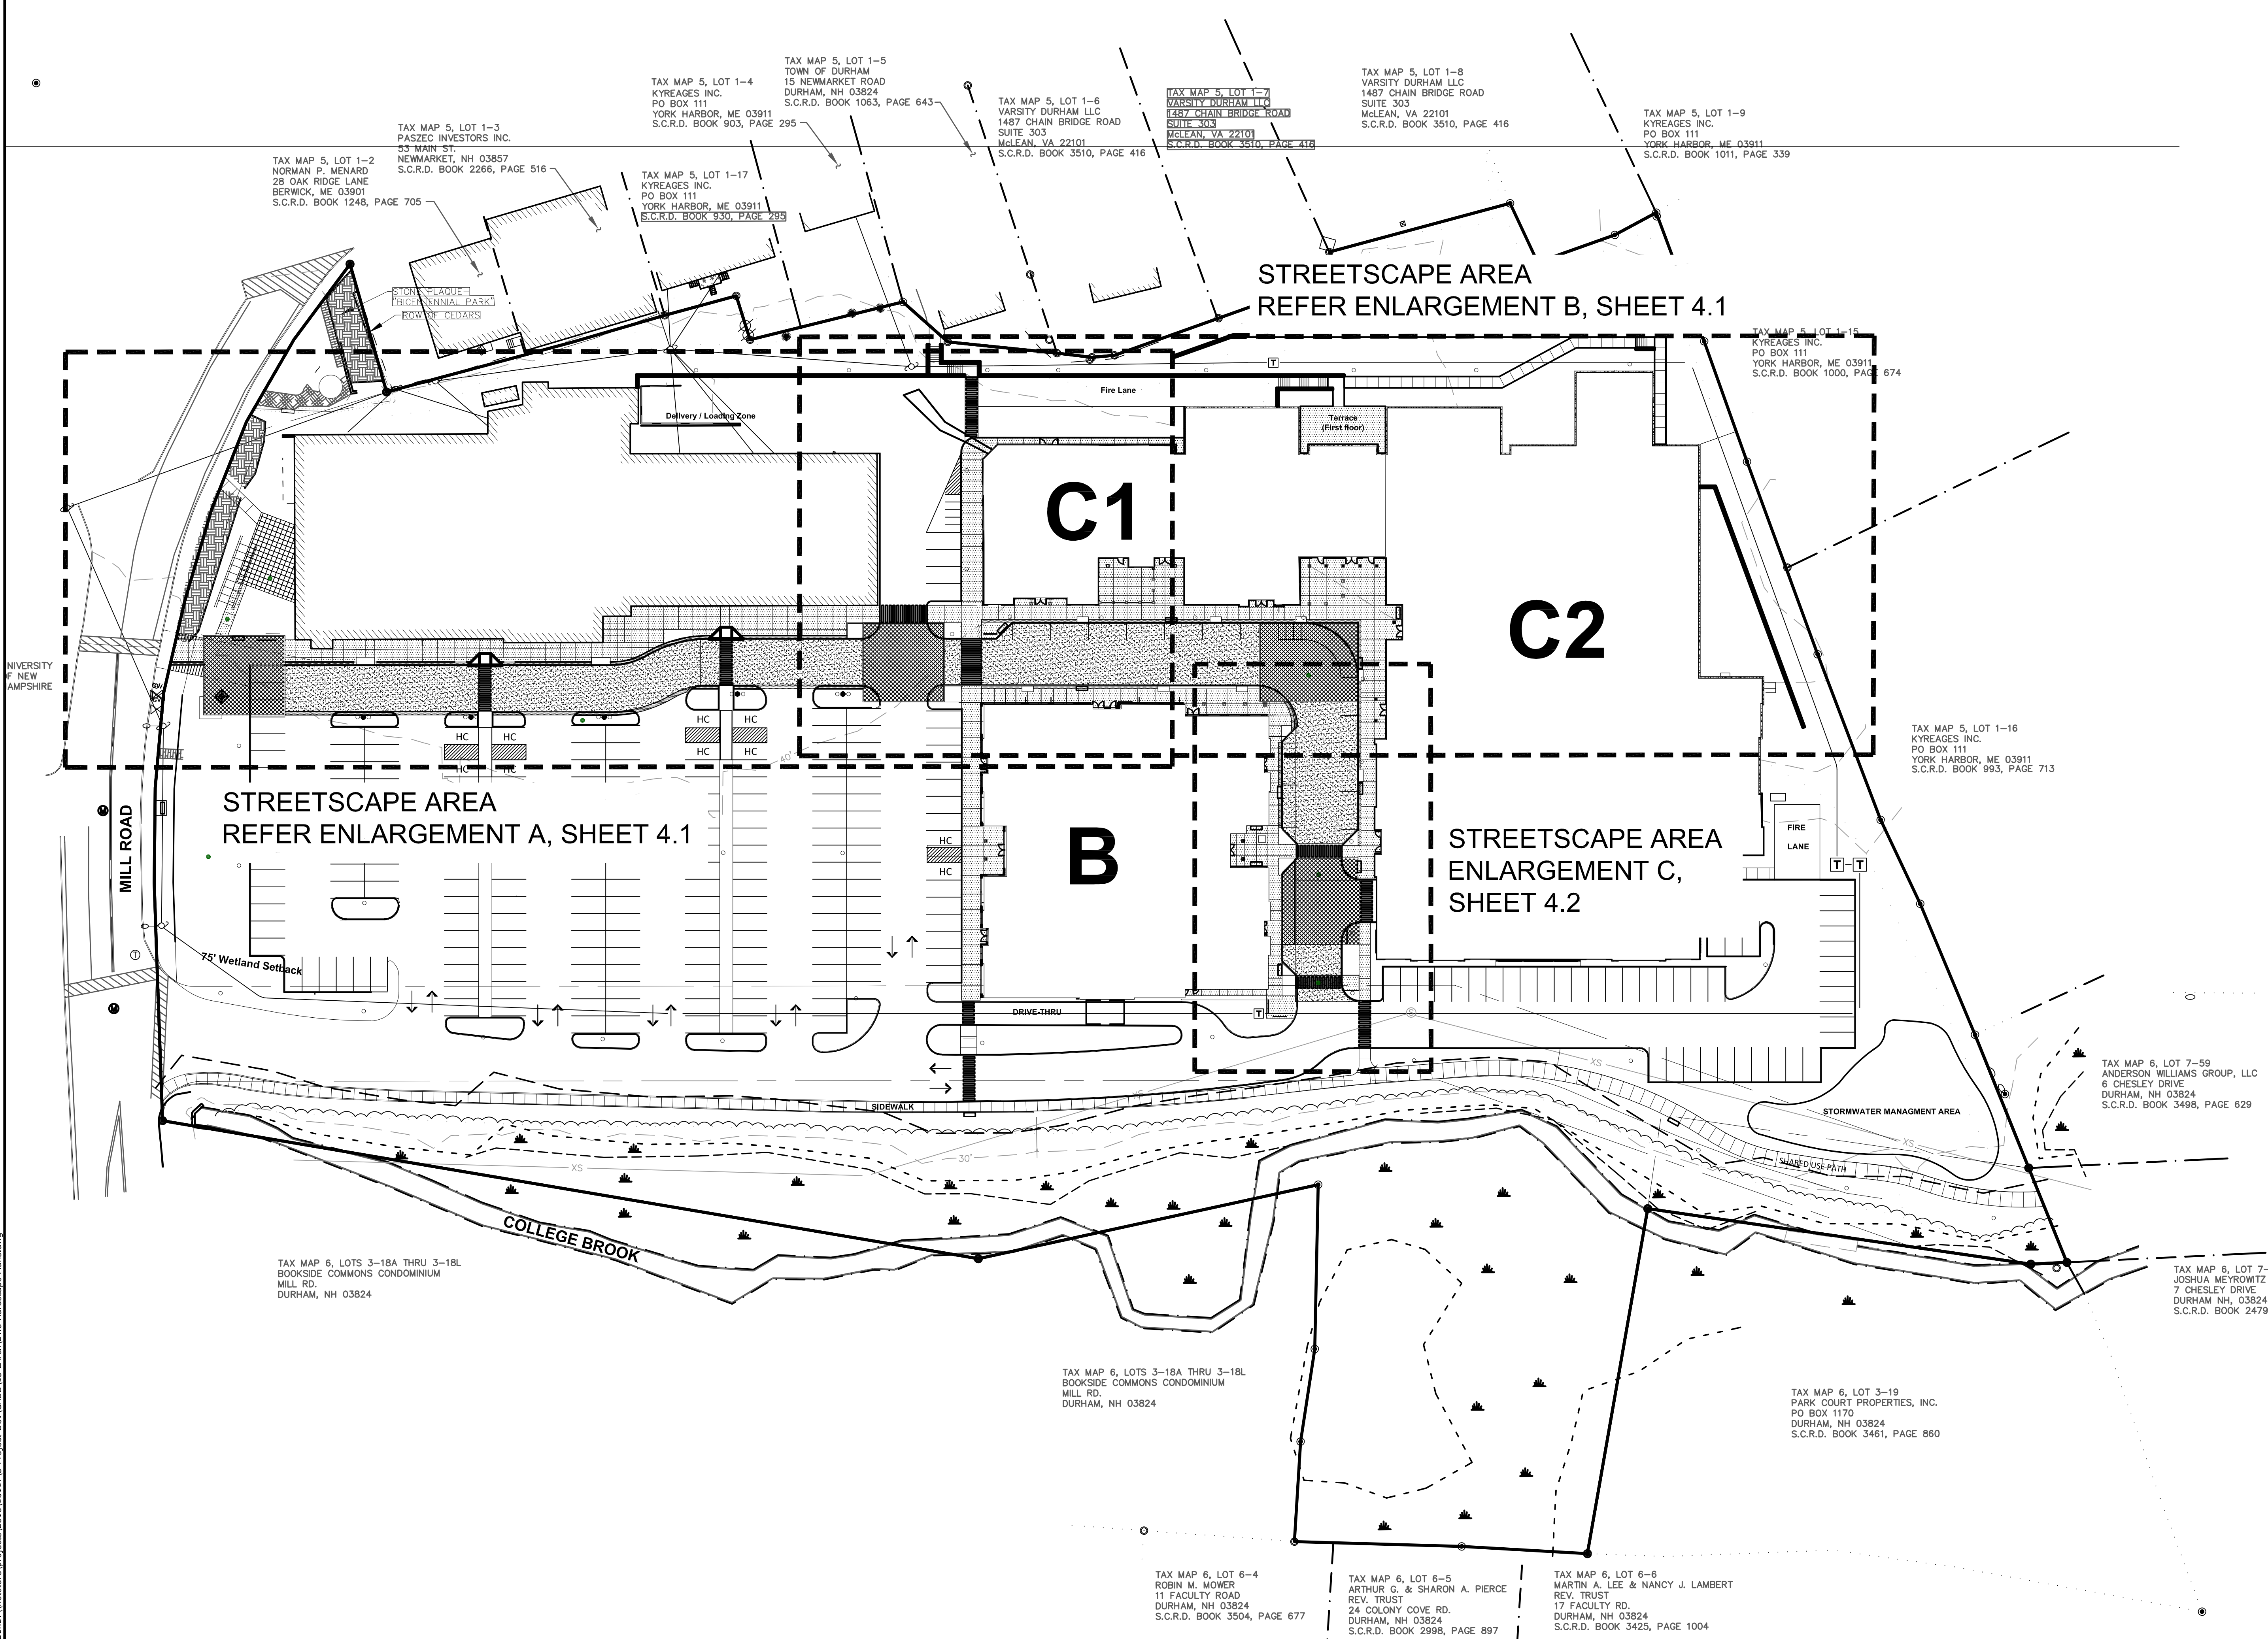 TAX MAP 5, LOT 1-5
TOWN OF DURHAM
15 NEWMARKET ROAD
DURHAM, NH 03824
S.C.R.D. BOOK 1063, PAGE 643
TAX MAP 5, LOT 1-4
KYREAGES INC.
PO BOX 111
YORK HARBOR, ME 03911
S.C.R.D. BOOK 903, PAGE 295
TAX MAP 5, LOT 1-6
VARSITY DURHAM LLC
1487 CHAIN BRIDGE ROAD
SUITE 303
McLEAN, VA 22101
S.C.R.D. BOOK 3510, PAGE 416
TAX MAP 5, LOT 1-7
VARSITY DURHAM LLC
1487 CHAIN BRIDGE ROAD
SUITE 303
McLEAN, VA 22101
S.C.R.D. BOOK 3510, PAGE 416
TAX MAP 5, LOT 1-8
VARSITY DURHAM LLC
1487 CHAIN BRIDGE ROAD
SUITE 303
McLEAN, VA 22101
S.C.R.D. BOOK 3510, PAGE 416
TAX MAP 5, LOT 1-9
KYREAGES INC.
PO BOX 111
YORK HARBOR, ME 03911
S.C.R.D. BOOK 1011, PAGE 339
TAX MAP 5, LOT 1-3
PASZEC INVESTORS INC.
53 MAIN ST.
NEWMARKET, NH 03857
S.C.R.D. BOOK 2266, PAGE 516
TAX MAP 5, LOT 1-2
NORMAN P. MENARD
28 OAK RIDGE LANE
BERWICK, ME 03901
S.C.R.D. BOOK 1248, PAGE 705
TAX MAP 5, LOT 1-17
KYREAGES INC.
PO BOX 111
YORK HARBOR, ME 03911
S.C.R.D. BOOK 930, PAGE 295
STONE PLAQUE-
"BICENTENNIAL PARK"
ROW OF CEDARS
STREETSCAPE AREA
REFER ENLARGEMENT B, SHEET 4.1
TAX MAP 5, LOT 1-15
KYREAGES INC.
PO BOX 111
YORK HARBOR, ME 03911
S.C.R.D. BOOK 1000, PAGE 674
T
Fire Lane
Delivery / Loading Zone
Terrace
(First floor)
C1
C2
UNIVERSITY
OF NEW
HAMPSHIRE
HC HC HC HC
HC HC HC HC
40'
TAX MAP 5, LOT 1-16
KYREAGES INC.
PO BOX 111
YORK HARBOR, ME 03911
S.C.R.D. BOOK 993, PAGE 713
STREETSCAPE AREA
REFER ENLARGEMENT A, SHEET 4.1
MILL ROAD
HC
HC
B
STREETSCAPE AREA
ENLARGEMENT C,
SHEET 4.2
FIRE
LANE
T-T
T
75' Wetland Setback
DRIVE-THRU
T
S
XS
SIDEWALK
STORMWATER MANAGMENT AREA
XS
TAX MAP 6, LOT 7-59
ANDERSON WILLIAMS GROUP, LLC
6 CHESLEY DRIVE
DURHAM, NH 03824
S.C.R.D. BOOK 3498, PAGE 629
XS
30'
SHARED USE PATH
COLLEGE BROOK
TAX MAP 6, LOTS 3-18A THRU 3-18L
BOOKSIDE COMMONS CONDOMINIUM
MILL RD.
DURHAM, NH 03824
TAX MAP 6, LOT 7-
JOSHUA MEYROWITZ
7 CHESLEY DRIVE
DURHAM NH, 03824
S.C.R.D. BOOK 2479
TAX MAP 6, LOTS 3-18A THRU 3-18L
BOOKSIDE COMMONS CONDOMINIUM
MILL RD.
DURHAM, NH 03824
TAX MAP 6, LOT 3-19
PARK COURT PROPERTIES, INC.
PO BOX 1170
DURHAM, NH 03824
S.C.R.D. BOOK 3461, PAGE 860
TAX MAP 6, LOT 6-4
ROBIN M. MOWER
11 FACULTY ROAD
DURHAM, NH 03824
S.C.R.D. BOOK 3504, PAGE 677
TAX MAP 6, LOT 6-5
ARTHUR G. & SHARON A. PIERCE
REV. TRUST
24 COLONY COVE RD.
DURHAM, NH 03824
S.C.R.D. BOOK 2998, PAGE 897
TAX MAP 6, LOT 6-6
MARTIN A. LEE & NANCY J. LAMBERT
REV. TRUST
17 FACULTY RD.
DURHAM, NH 03824
S.C.R.D. BOOK 3425, PAGE 1004